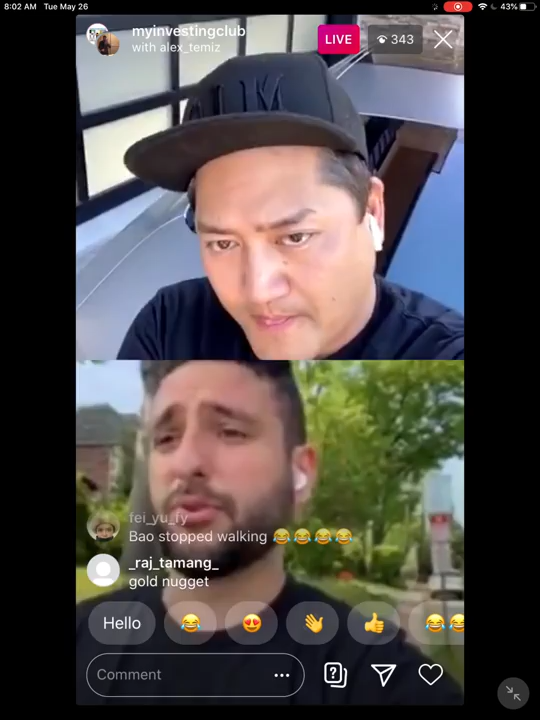 8:02 AM Tue May 26
43%
myinvestingclub
with alex_temiz
LIVE
343
fei_yu_fy
Bao stopped walking 😂😂😂😂
_raj_tamang_
gold nugget
Hello 😂 😍 👋 👍 😂😂
Comment